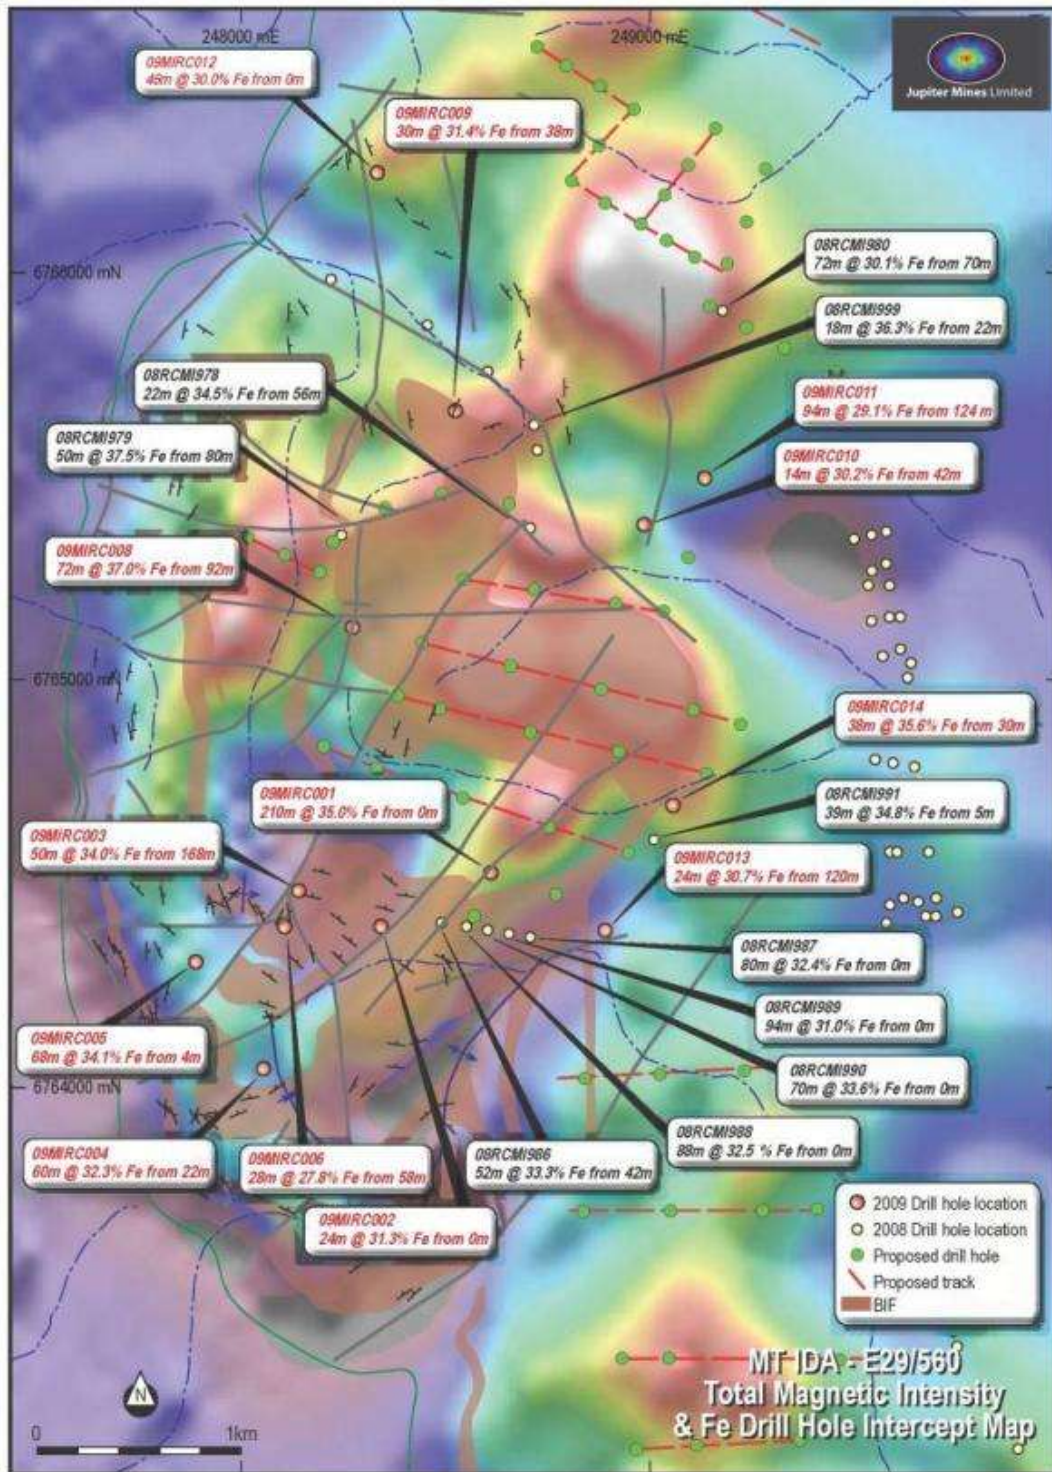 248000 mE
249000 mE
Jupiter Mines Limited
09MIRC012
48m @ 30.0% Fe from 0m
09MIRC009
30m @ 31.4% Fe from 38m
6766000 mN
08RCMI980
72m @ 30.1% Fe from 70m
08RCMI999
18m @ 36.3% Fe from 22m
08RCMI978
22m @ 34.5% Fe from 56m
09MIRC011
94m @ 29.1% Fe from 124 m
08RCMI979
50m @ 37.5% Fe from 80m
09MIRC010
14m @ 30.2% Fe from 42m
09MIRC008
72m @ 37.0% Fe from 92m
6765000 mN
09MIRC014
38m @ 35.6% Fe from 30m
09MIRC001
210m @ 35.0% Fe from 0m
08RCMI991
39m @ 34.8% Fe from 5m
09MIRC003
50m @ 34.0% Fe from 168m
09MIRC013
24m @ 30.7% Fe from 120m
08RCMI987
80m @ 32.4% Fe from 0m
08RCMI989
94m @ 31.0% Fe from 0m
09MIRC005
68m @ 34.1% Fe from 4m
08RCMI990
70m @ 33.6% Fe from 0m
6764000 mN
08RCMI988
88m @ 32.5 % Fe from 0m
09MIRC004
60m @ 32.3% Fe from 22m
09MIRC006
28m @ 27.8% Fe from 58m
08RCMI986
52m @ 33.3% Fe from 42m
09MIRC002
24m @ 31.3% Fe from 0m
2009 Drill hole location
2008 Drill hole location
Proposed drill hole
Proposed track
BIF
MT IDA - E29/560
Total Magnetic Intensity
& Fe Drill Hole Intercept Map
N
0 1km